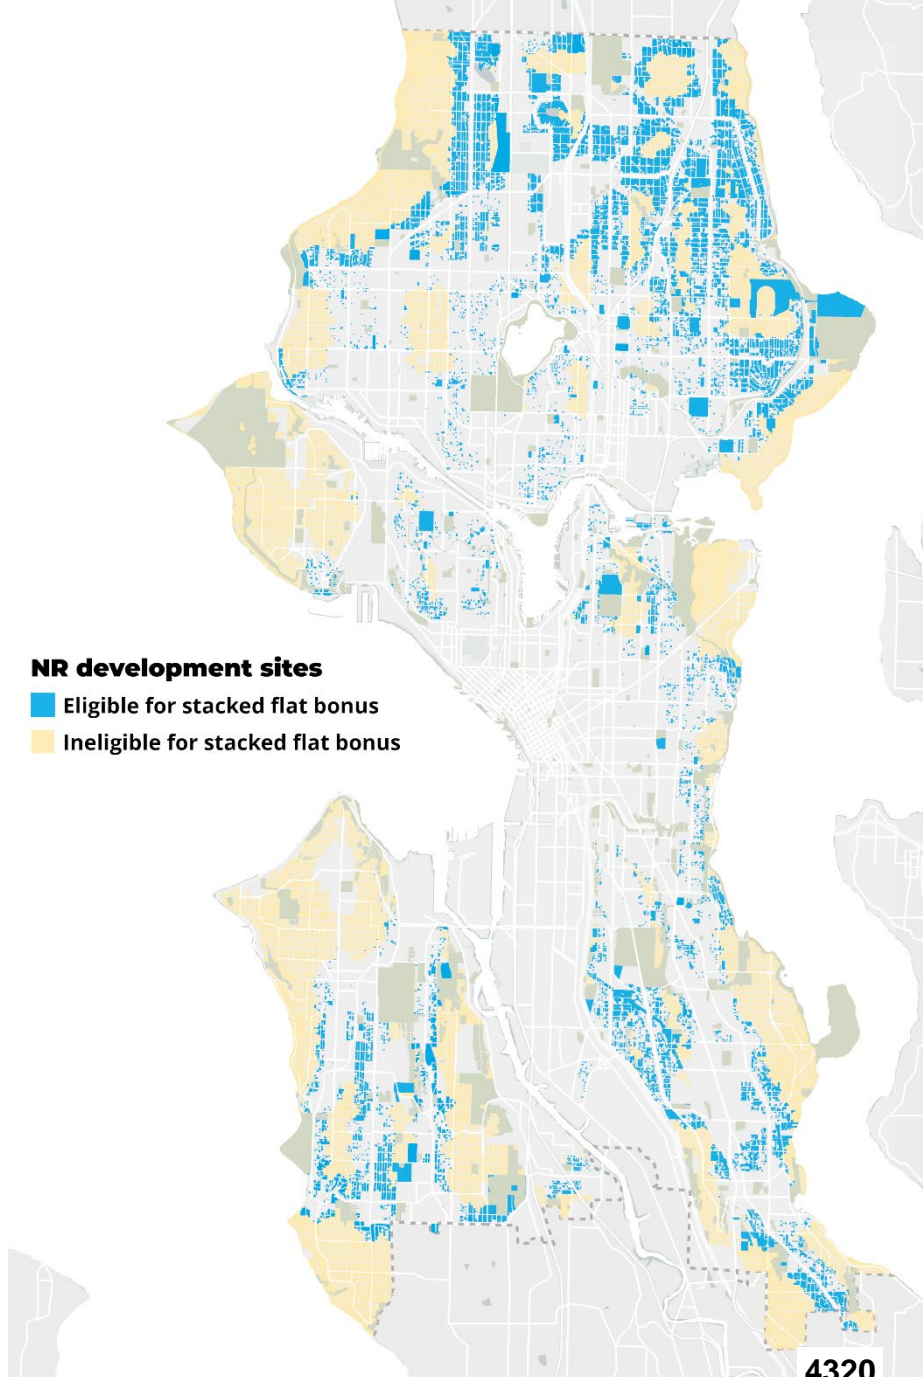 NR development sites
Eligible for stacked flat bonus
Ineligible for stacked flat bonus
4320